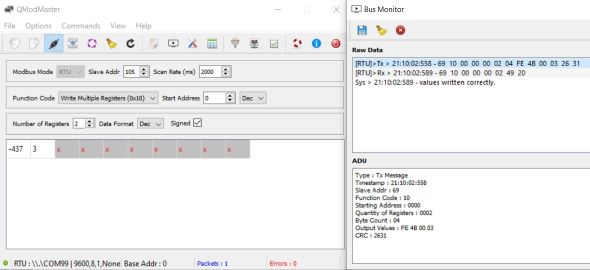 QModMaster
File Options Commands View Help
Modbus Mode RTU Slave Addr 105 Scan Rate (ms) 2000
Function Code Write Multiple Registers (0x10) Start Address 0 Dec
Number of Registers 2 Data Format Dec Signed
-437 3 x x x x x x x x
RTU : \\.\COM99 | 9600,8,1,None Base Addr : 0 Packets : 1 Errors : 0
Bus Monitor
Raw Data
[RTU]>Tx > 21:10:02:558 - 69 10 00 00 00 02 04 FE 4B 00 03 26 31
[RTU]>Rx > 21:10:02:589 - 69 10 00 00 00 02 49 20
Sys > 21:10:02:589 - values written correctly.
ADU
Type : Tx Message
Timestamp : 21:10:02:558
Slave Addr : 69
Function Code : 10
Starting Address : 0000
Quantity of Registers : 0002
Byte Count : 04
Output Values : FE 4B 00 03
CRC : 2631